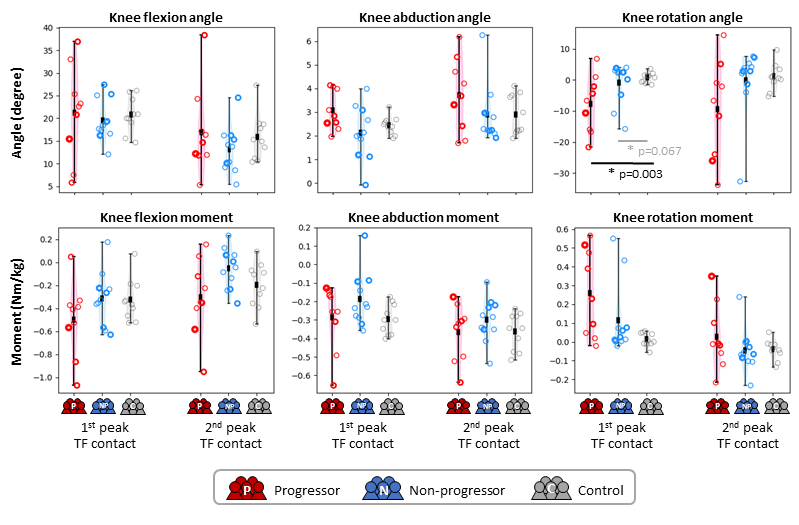 Knee flexion angle
Knee abduction angle
Knee rotation angle
Angle (degree)
40
35
30
25
20
15
10
5
6
5
4
3
2
1
0
10
0
−10
−20
−30
* p=0.067
* p=0.003
Knee flexion moment
Knee abduction moment
Knee rotation moment
Moment (Nm/kg)
0.2
0.0
−0.2
−0.4
−0.6
−0.8
−1.0
0.2
0.1
0.0
−0.1
−0.2
−0.3
−0.4
−0.5
−0.6
0.6
0.5
0.4
0.3
0.2
0.1
0.0
−0.1
−0.2
P NP P NP
P NP P NP
P NP P NP
1st peak
TF contact
2nd peak
TF contact
1st peak
TF contact
2nd peak
TF contact
1st peak
TF contact
2nd peak
TF contact
P Progressor N Non-progressor C Control